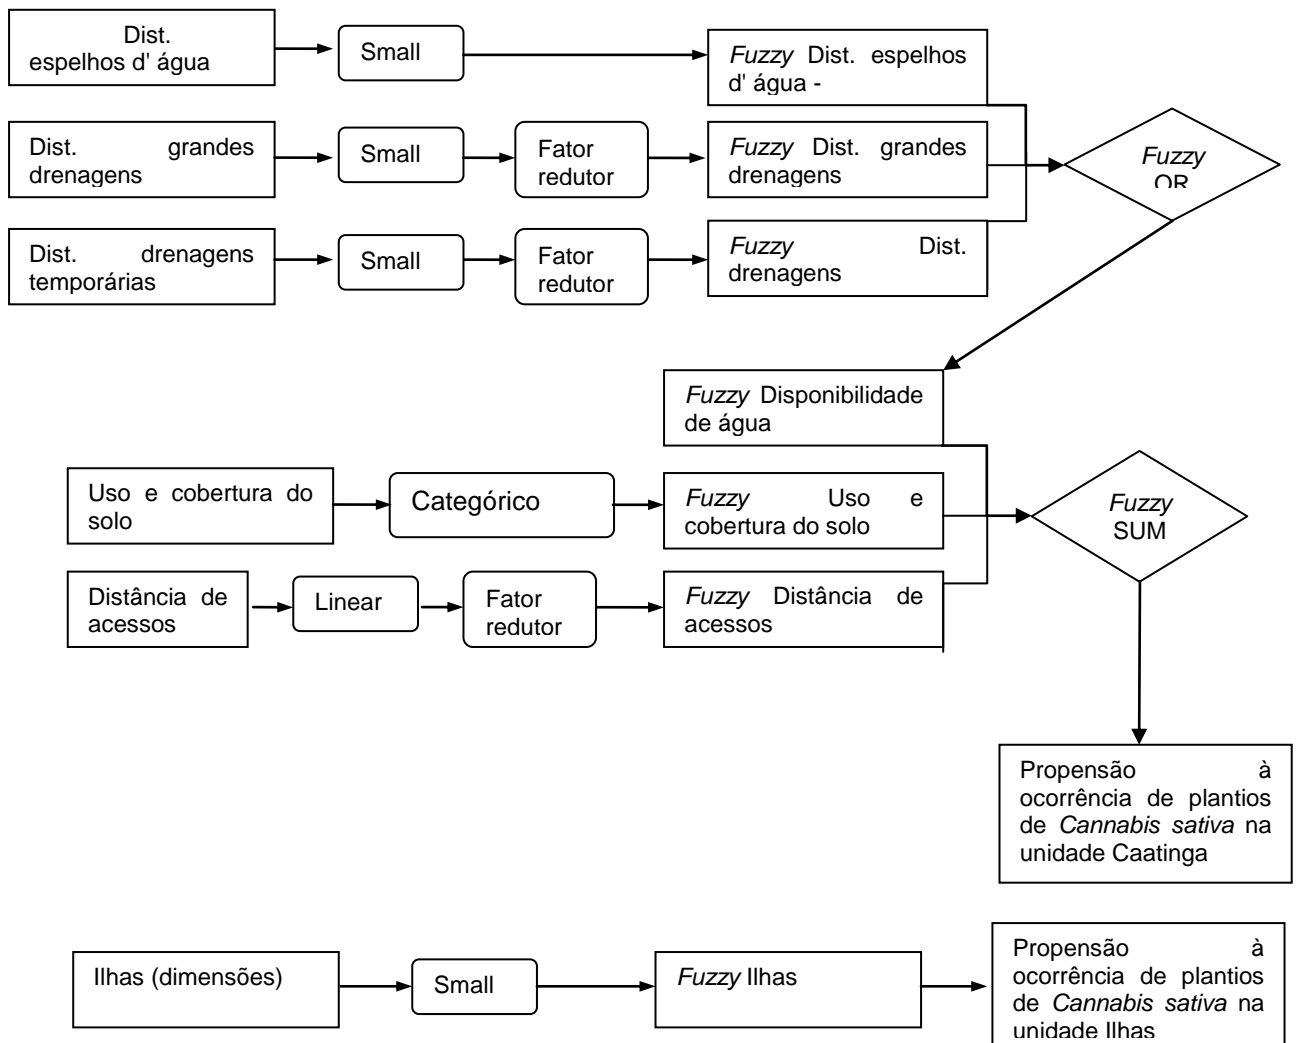 Dist.
espelhos d' água
Small
Fuzzy Dist. espelhos
d' água -
Dist. grandes
drenagens
Small
Fator
redutor
Fuzzy Dist. grandes
drenagens
Fuzzy
OR
Dist. drenagens
temporárias
Small
Fator
redutor
Fuzzy Dist.
drenagens
Fuzzy Disponibilidade
de água
Uso e cobertura do
solo
Categórico
Fuzzy Uso e
cobertura do solo
Fuzzy
SUM
Distância de
acessos
Linear
Fator
redutor
Fuzzy Distância de
acessos
Propensão à
ocorrência de plantios
de Cannabis sativa na
unidade Caatinga
Ilhas (dimensões)
Small
Fuzzy Ilhas
Propensão à
ocorrência de plantios
de Cannabis sativa na
unidade Ilhas